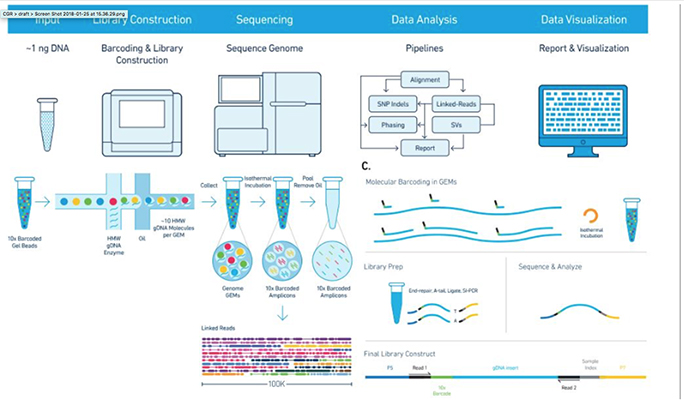 Input
Library Construction
Sequencing
Data Analysis
Data Visualization
CGR > draft > Screen Shot 2018-01-25 at 15.36.29.png
~1 ng DNA
Barcoding & Library
Construction
Sequence Genome
Pipelines
Report & Visualization
Alignment
SNP Indels
Linked-Reads
Phasing
SVs
Report
10x Barcoded
Gel Beads
HMW
gDNA
Enzyme
Oil
~10 HMW
gDNA Molecules
per GEM
Collect
Isothermal
Incubation
Pool
Remove Oil
Genome
GEMs
10x Barcoded
Amplicons
10x Barcoded
Amplicons
Linked Reads
100K
C.
Molecular Barcoding in GEMs
Isothermal
Incubation
Library Prep
End-repair, A-tail, Ligate, SI-PCR
T
A
Sequence & Analyze
Final Library Construct
P5
Read 1
10x
Barcode
gDNA insert
Read 2
Sample
Index
P7